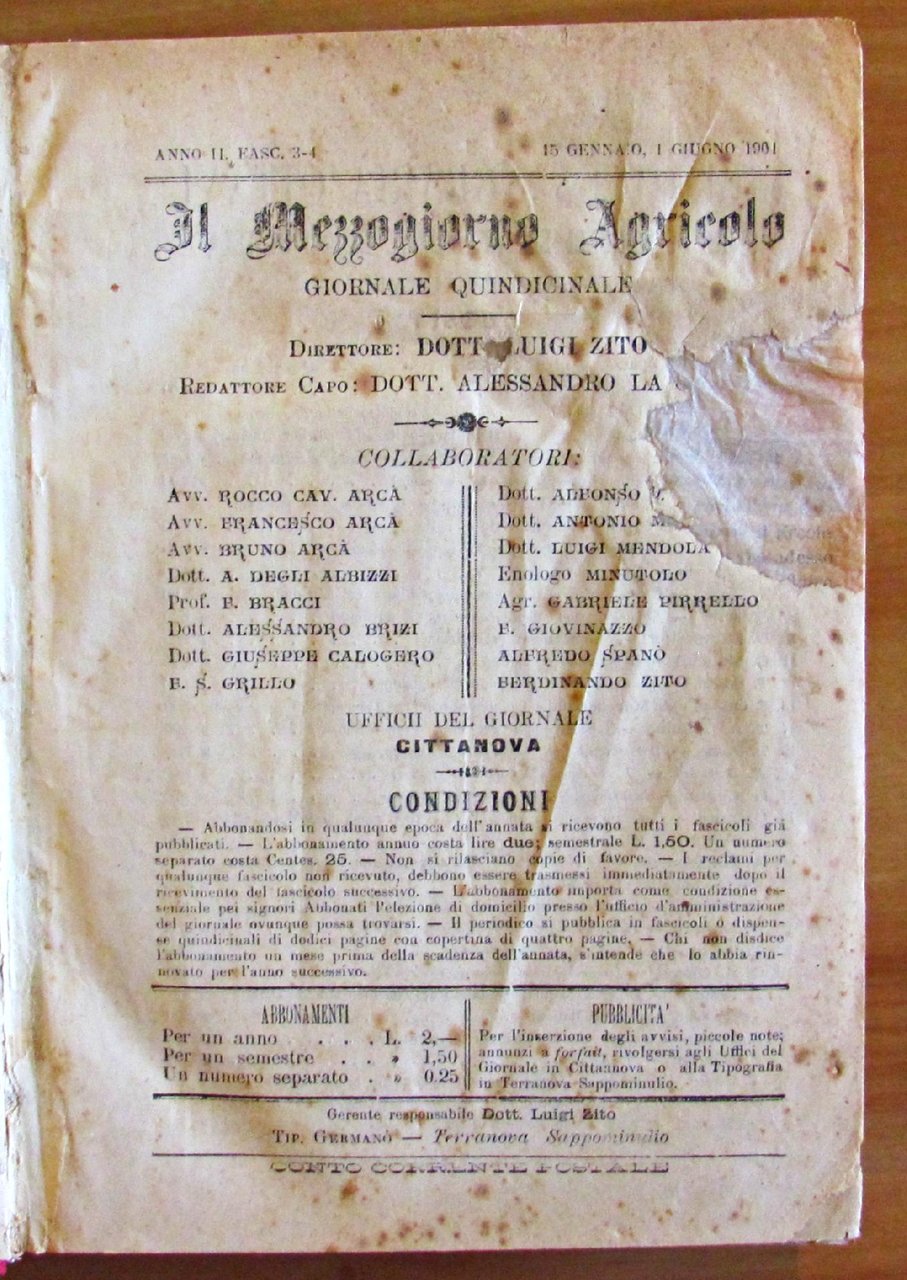 ANNO II. FASC. 3-4 15 GENNAIO, 1 GIUGNO 1901
Il Mezzogiorno Agricolo
GIORNALE QUINDICINALE
DIRETTORE: DOTT. LUIGI ZITO
REDATTORE CAPO: DOTT. ALESSANDRO LA
COLLABORATORI:
Avv. ROCCO CAV. ARCÀ
Avv. FRANCESCO ARCÀ
Avv. BRUNO ARCÀ
Dott. A. DEGLI ALBIZZI
Prof. F. BRACCI
Dott. ALESSANDRO BRIZI
Dott. GIUSEPPE CALOGERO
F. S. GRILLO
Dott. ALFONSO
Dott. ANTONIO
Dott. LUIGI MENDOLA
Enologo MINUTOLO
Agr. GABRIELE PIRRELLO
F. GIOVINAZZO
ALFREDO SPANÒ
FERDINANDO ZITO
UFFICII DEL GIORNALE
CITTANOVA
CONDIZIONI
— Abbonandosi in qualunque epoca dell'annata si ricevono tutti i fascicoli già
pubblicati. — L'abbonamento annuo costa lire due; semestrale L. 1,50. Un numero
separato costa Centes. 25. — Non si rilasciano copie di favore. — I reclami per
qualunque fascicolo non ricevuto, debbono essere trasmessi immediatamente dopo il
ricevimento del fascicolo successivo. — L'abbonamento importa come condizione es-
senziale pei signori Abbonati l'elezione di domicilio presso l'ufficio d'amministrazione
del giornale ovunque possa trovarsi. — Il periodico si pubblica in fascicoli o dispen-
se quindicinali di dodici pagine con copertina di quattro pagine. — Chi non disdice
l'abbonamento un mese prima della scadenza dell'annata, s'intende che lo abbia rin-
novato per l'anno successivo.
ABBONAMENTI
Per un anno . . . L. 2,—
Per un semestre . . » 1,50
Un numero separato . » 0.25
PUBBLICITA'
Per l'inserzione degli avvisi, piccole note;
annunzi a forfait, rivolgersi agli Uffici del
Giornale in Cittaanova o alla Tipografia
in Terranova Sappominulio.
Gerente responsabile Dott. Luigi Zito
TIP. GERMANÒ — Terranova Sappominulio
CONTO CORRENTE POSTALE